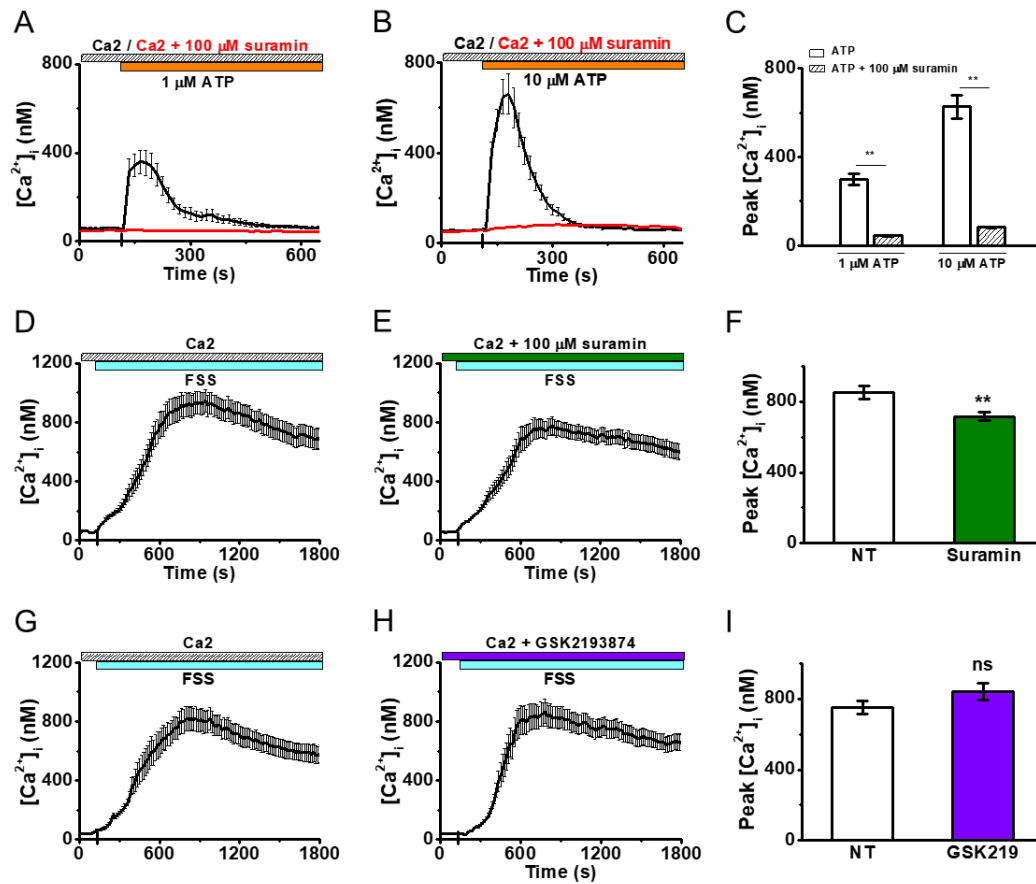 A
Ca2 / Ca2 + 100 µM suramin
1 µM ATP
[Ca²⁺]ᵢ (nM)
800
400
0
0 300 600
Time (s)
B
Ca2 / Ca2 + 100 µM suramin
10 µM ATP
[Ca²⁺]ᵢ (nM)
800
400
0
0 300 600
Time (s)
C
ATP
ATP + 100 µM suramin
Peak [Ca²⁺]ᵢ (nM)
800
400
0
**
**
1 µM ATP 10 µM ATP
D
Ca2
FSS
[Ca²⁺]ᵢ (nM)
1200
800
400
0
0 600 1200 1800
Time (s)
E
Ca2 + 100 µM suramin
FSS
[Ca²⁺]ᵢ (nM)
1200
800
400
0
0 600 1200 1800
Time (s)
F
Peak [Ca²⁺]ᵢ (nM)
800
400
0
**
NT Suramin
G
Ca2
FSS
[Ca²⁺]ᵢ (nM)
1200
800
400
0
0 600 1200 1800
Time (s)
H
Ca2 + GSK2193874
FSS
[Ca²⁺]ᵢ (nM)
1200
800
400
0
0 600 1200 1800
Time (s)
I
Peak [Ca²⁺]ᵢ (nM)
800
400
0
ns
NT GSK219